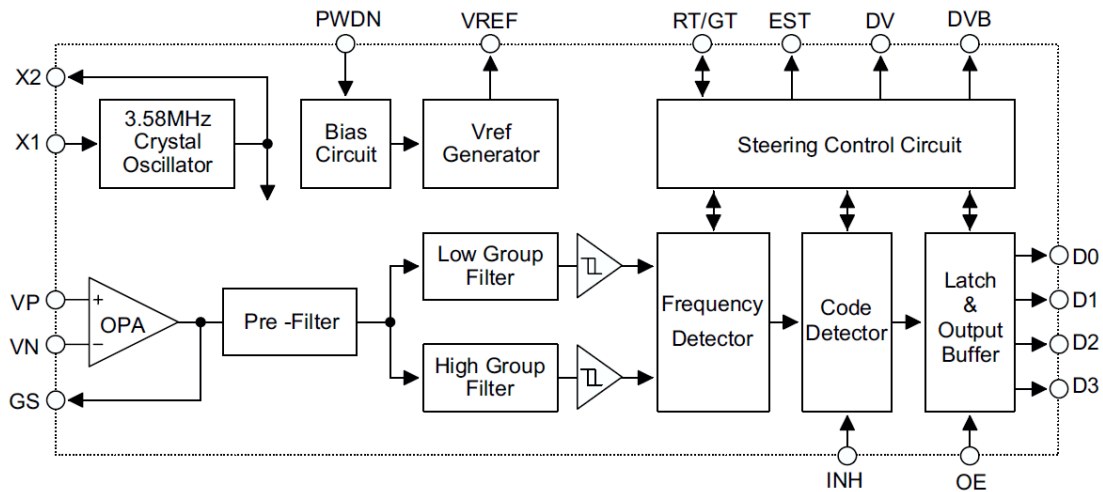 PWDN
VREF
RT/GT
EST
DV
DVB
X2
X1
3.58MHz
Crystal
Oscillator
Bias
Circuit
Vref
Generator
Steering Control Circuit
VP
VN
GS
+
OPA
−
Pre -Filter
Low Group
Filter
High Group
Filter
Frequency
Detector
Code
Detector
Latch
&
Output
Buffer
D0
D1
D2
D3
INH
OE